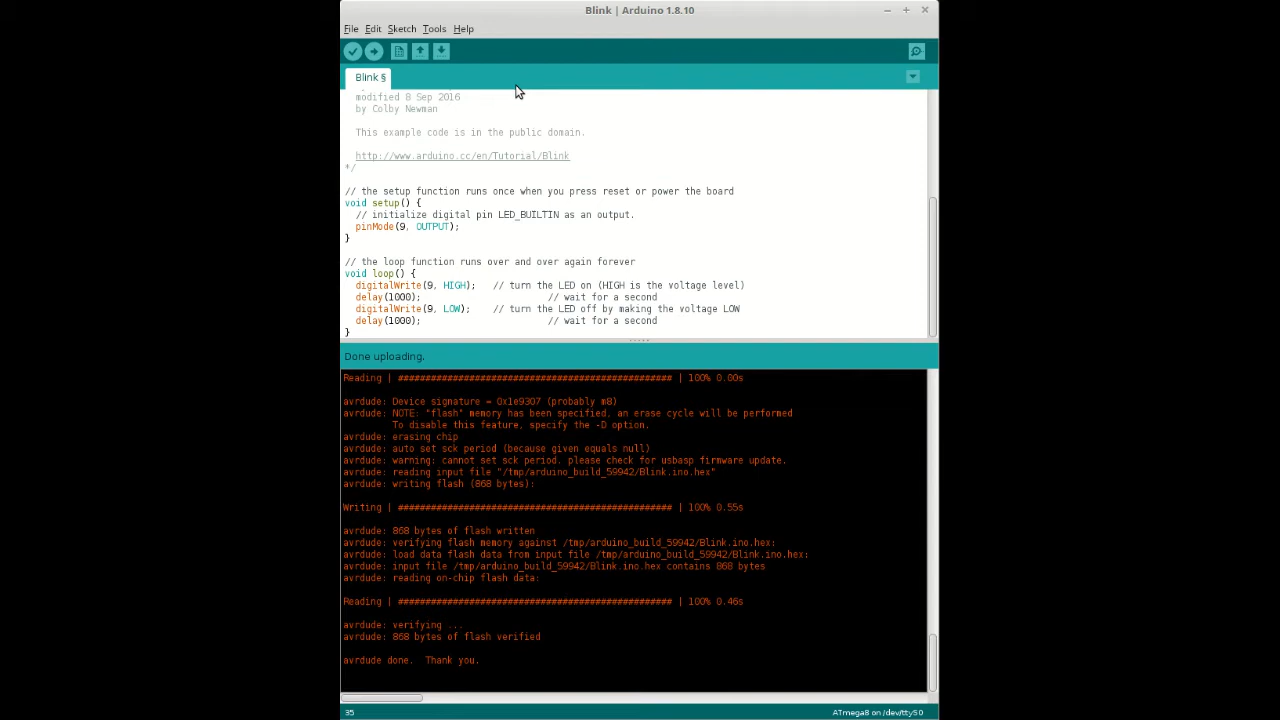 Blink | Arduino 1.8.10
File Edit Sketch Tools Help
Blink §
modified 8 Sep 2016
by Colby Newman
This example code is in the public domain.
http://www.arduino.cc/en/Tutorial/Blink
*/
// the setup function runs once when you press reset or power the board
void setup() {
// initialize digital pin LED_BUILTIN as an output.
pinMode(9, OUTPUT);
}
// the loop function runs over and over again forever
void loop() {
digitalWrite(9, HIGH);   // turn the LED on (HIGH is the voltage level)
delay(1000);                       // wait for a second
digitalWrite(9, LOW);    // turn the LED off by making the voltage LOW
delay(1000);                       // wait for a second
}
Done uploading.
Reading | ################################################## | 100% 0.00s
avrdude: Device signature = 0x1e9307 (probably m8)
avrdude: NOTE: "flash" memory has been specified, an erase cycle will be performed
To disable this feature, specify the -D option.
avrdude: erasing chip
avrdude: auto set sck period (because given equals null)
avrdude: warning: cannot set sck period. please check for usbasp firmware update.
avrdude: reading input file "/tmp/arduino_build_59942/Blink.ino.hex"
avrdude: writing flash (868 bytes):
Writing | ################################################## | 100% 0.55s
avrdude: 868 bytes of flash written
avrdude: verifying flash memory against /tmp/arduino_build_59942/Blink.ino.hex:
avrdude: load data flash data from input file /tmp/arduino_build_59942/Blink.ino.hex:
avrdude: input file /tmp/arduino_build_59942/Blink.ino.hex contains 868 bytes
avrdude: reading on-chip flash data:
Reading | ################################################## | 100% 0.46s
avrdude: verifying ...
avrdude: 868 bytes of flash verified
avrdude done.  Thank you.
35 ATmega8 on /dev/ttyS0